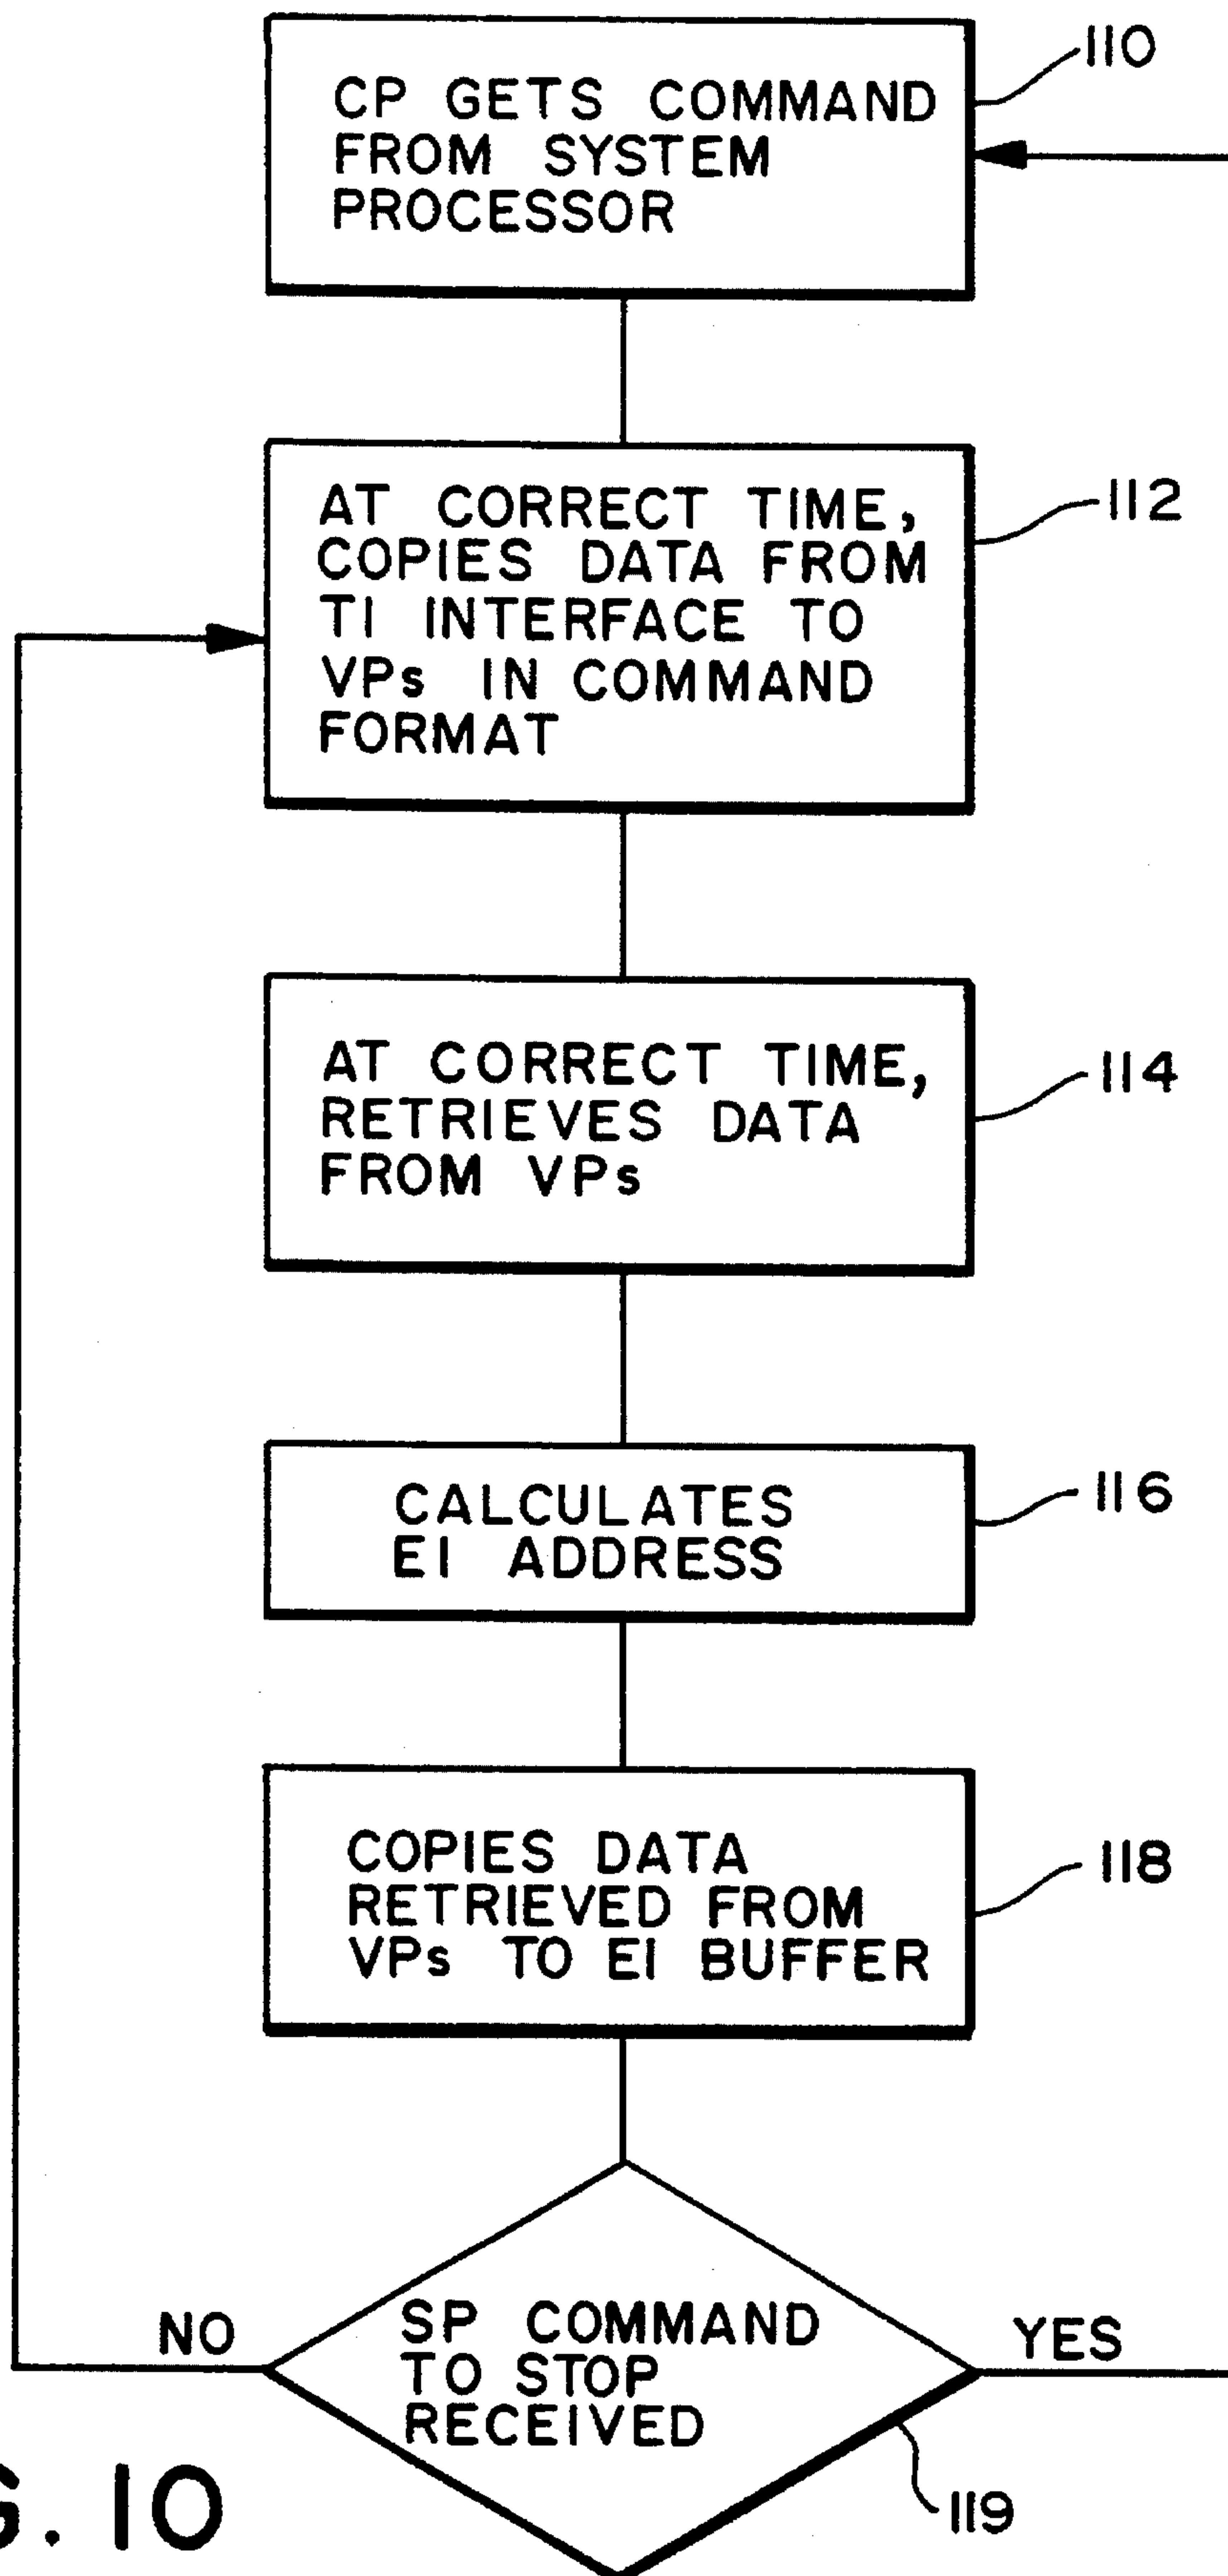 CP GETS COMMAND
FROM SYSTEM
PROCESSOR
110
AT CORRECT TIME,
COPIES DATA FROM
TI INTERFACE TO
VPs IN COMMAND
FORMAT
112
AT CORRECT TIME,
RETRIEVES DATA
FROM VPs
114
CALCULATES
EI ADDRESS
116
COPIES DATA
RETRIEVED FROM
VPs TO EI BUFFER
118
NO
SP COMMAND
TO STOP
RECEIVED
YES
119
G. 10